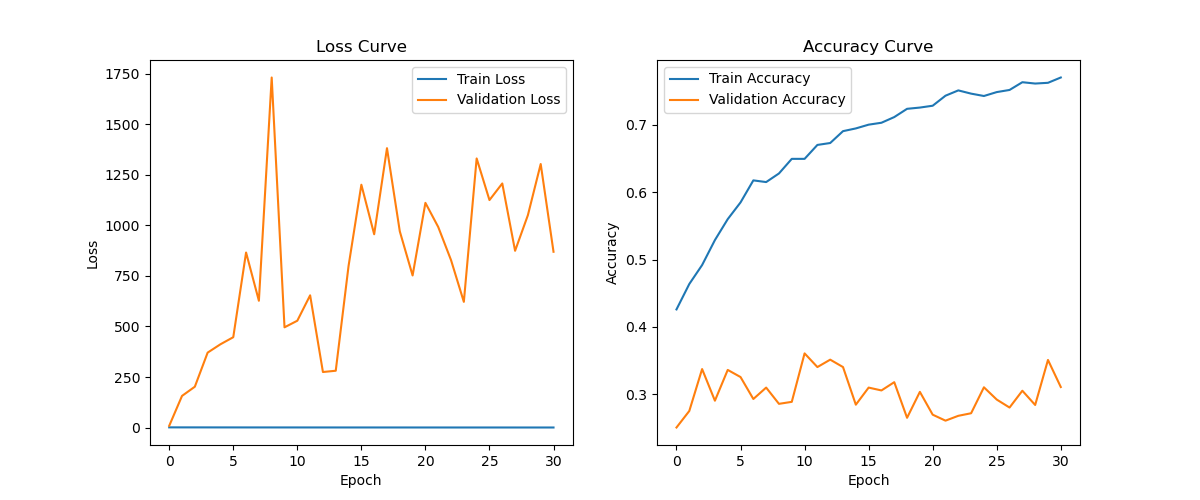 Loss Curve
1750
1500
1250
1000
750
500
250
0
Loss
0 5 10 15 20 25 30
Epoch
Train Loss
Validation Loss
Accuracy Curve
0.7
0.6
0.5
0.4
0.3
Accuracy
0 5 10 15 20 25 30
Epoch
Train Accuracy
Validation Accuracy